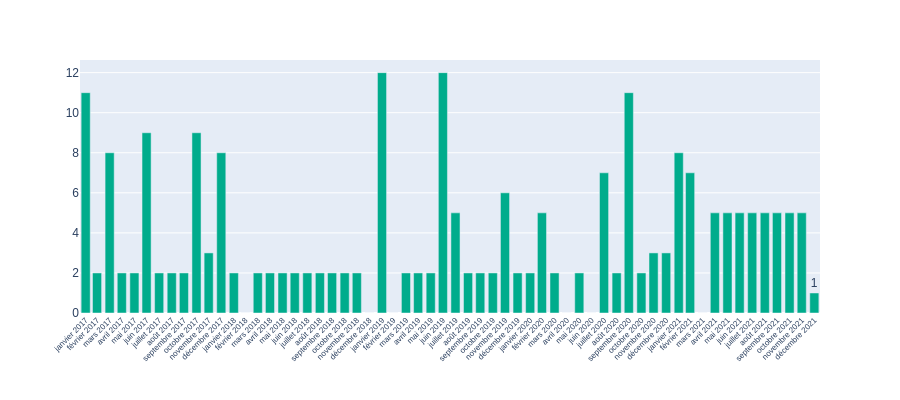 12
10
8
6
4
2
0
1
janvier 2017
février 2017
mars 2017
avril 2017
mai 2017
juin 2017
juillet 2017
août 2017
septembre 2017
octobre 2017
novembre 2017
décembre 2017
janvier 2018
février 2018
mars 2018
avril 2018
mai 2018
juin 2018
juillet 2018
août 2018
septembre 2018
octobre 2018
novembre 2018
décembre 2018
janvier 2019
février 2019
mars 2019
avril 2019
mai 2019
juin 2019
juillet 2019
août 2019
septembre 2019
octobre 2019
novembre 2019
décembre 2019
janvier 2020
février 2020
mars 2020
avril 2020
mai 2020
juin 2020
juillet 2020
août 2020
septembre 2020
octobre 2020
novembre 2020
décembre 2020
janvier 2021
février 2021
mars 2021
avril 2021
mai 2021
juin 2021
juillet 2021
août 2021
septembre 2021
octobre 2021
novembre 2021
décembre 2021